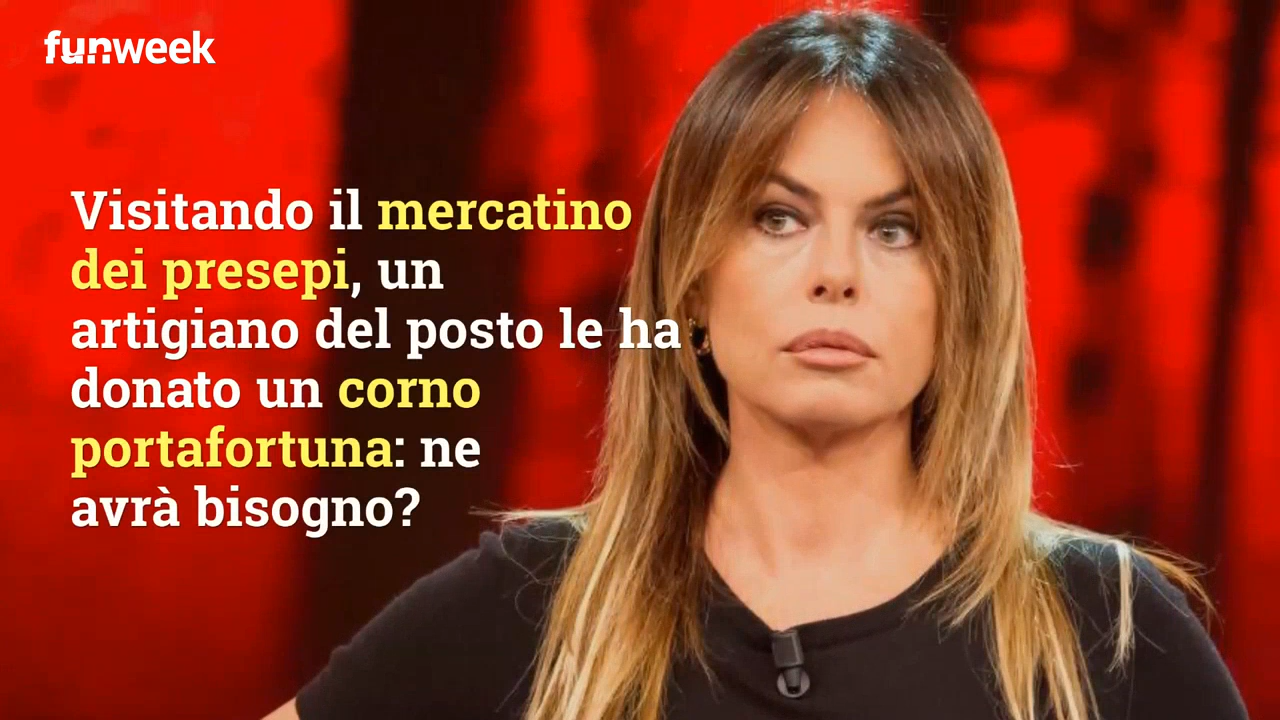 funweek
Visitando il mercatino
dei presepi, un
artigiano del posto le ha
donato un corno
portafortuna: ne
avrà bisogno?